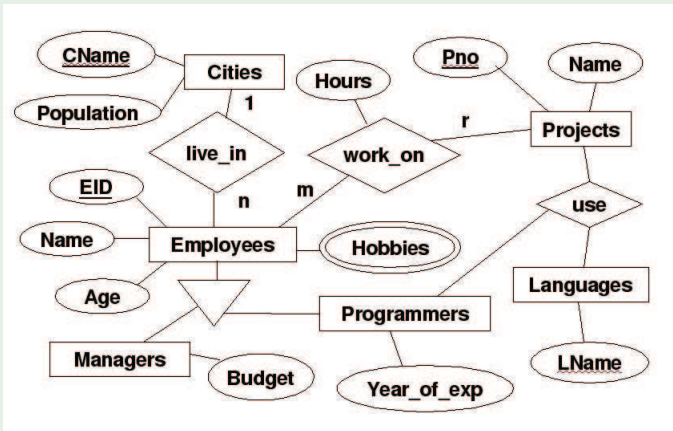 CName
Cities
Population
1
Hours
Pno
Name
r
Projects
live_in
work_on
EID
n
m
use
Name
Employees
Hobbies
Age
Languages
Programmers
Managers
Budget
Year_of_exp
LName